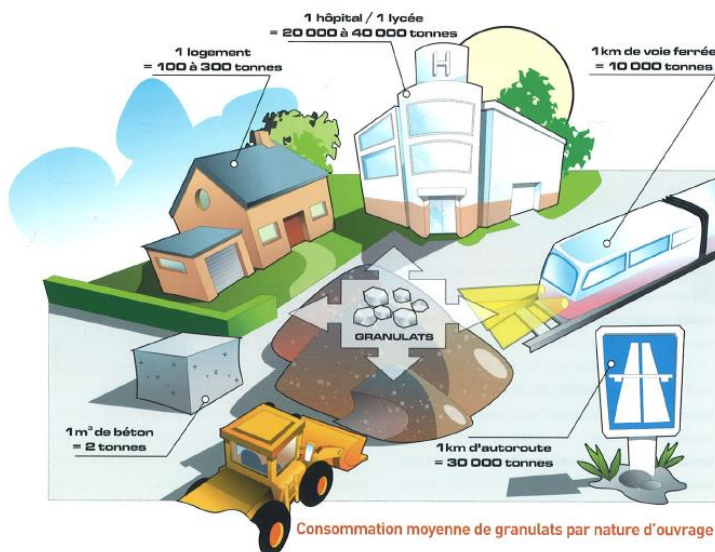 1 hôpital / 1 lycée
= 20 000 à 40 000 tonnes
1 logement
= 100 à 300 tonnes
1 km de voie ferrée
= 10 000 tonnes
H
GRANULATS
1 m³ de béton
= 2 tonnes
1 km d'autoroute
= 30 000 tonnes
Consommation moyenne de granulats par nature d'ouvrage